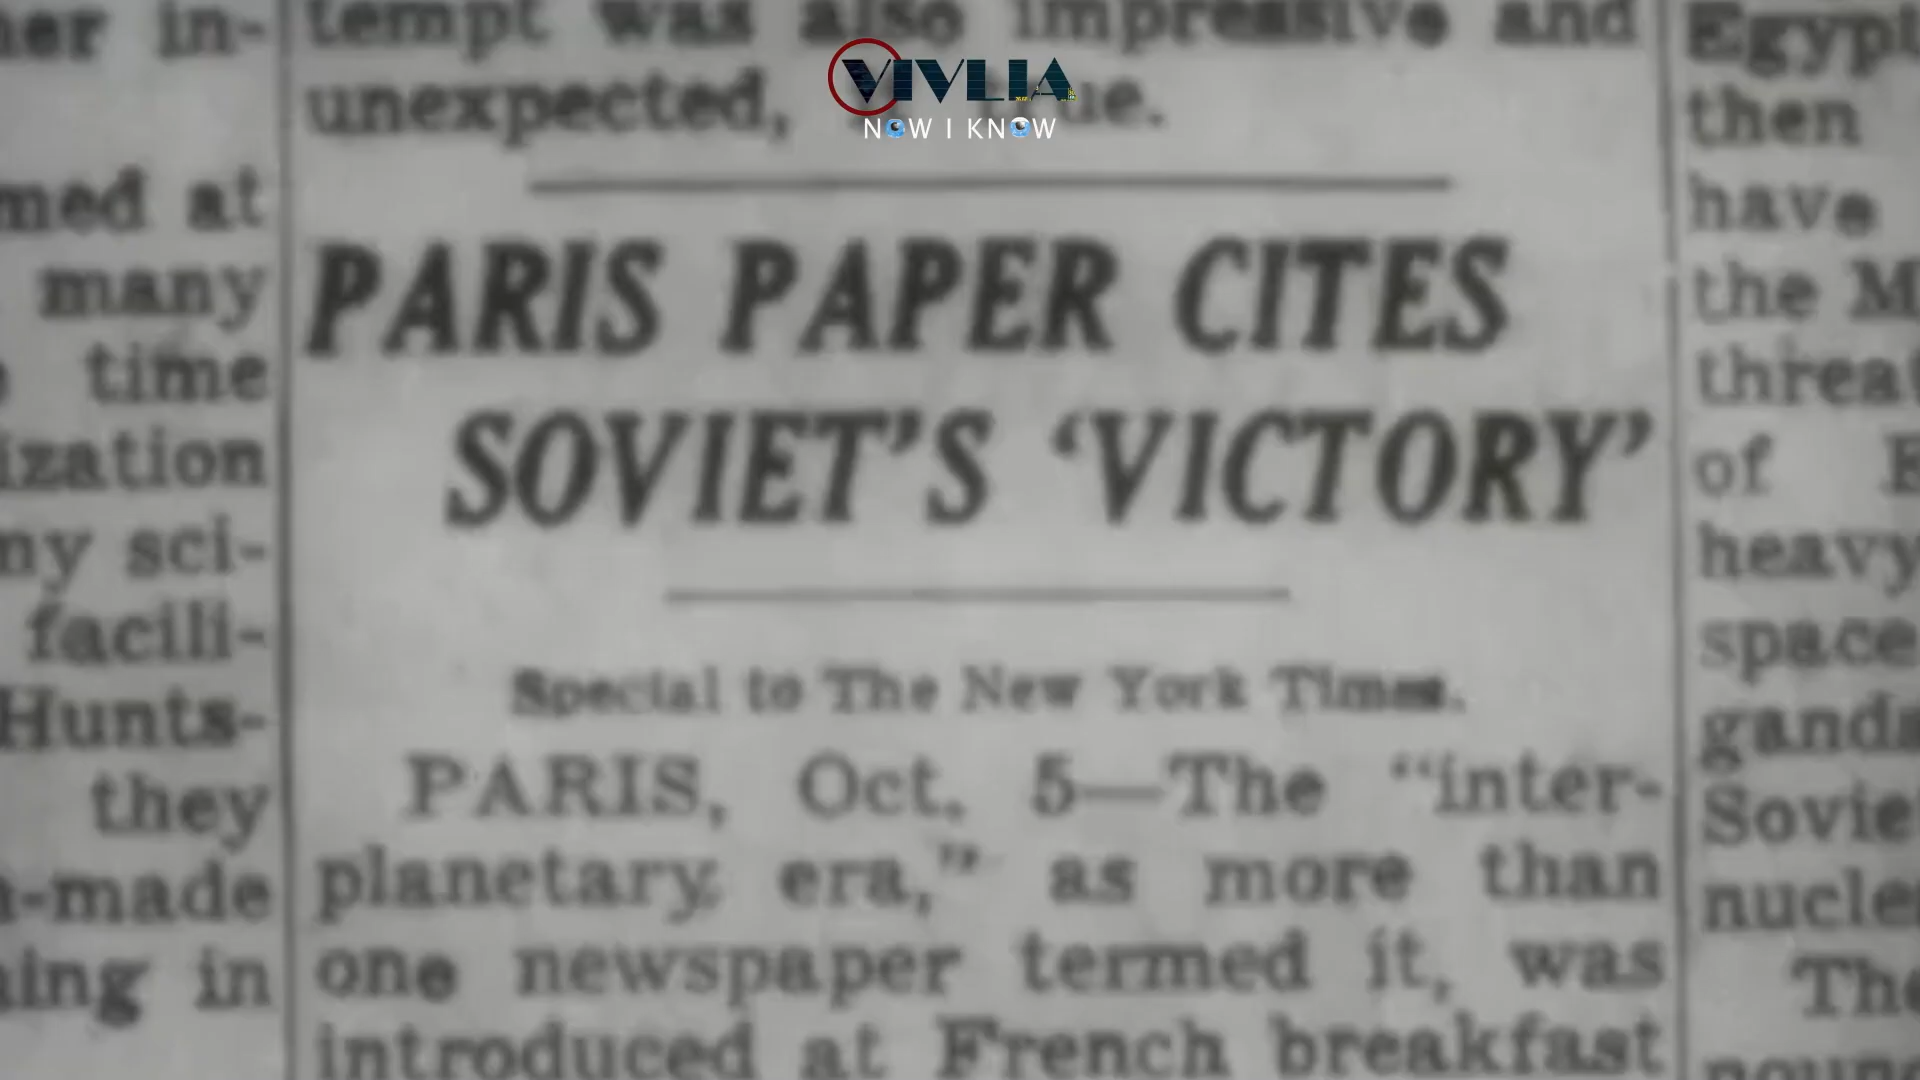 her in-
med at
many
time
ization
ny sci-
facili-
Hunts-
they
-made
ing in
tempt was also impressive and
unexpected, ue.
VIVLIA
NOW I KNOW
PARIS PAPER CITES
SOVIET'S 'VICTORY'
Special to The New York Times.
PARIS, Oct. 5—The "inter-
planetary era," as more than
one newspaper termed it, was
introduced at French breakfast
Egypt
then
have
the M
threat
of E
heavy
space
ganda
Soviet
nucle
The